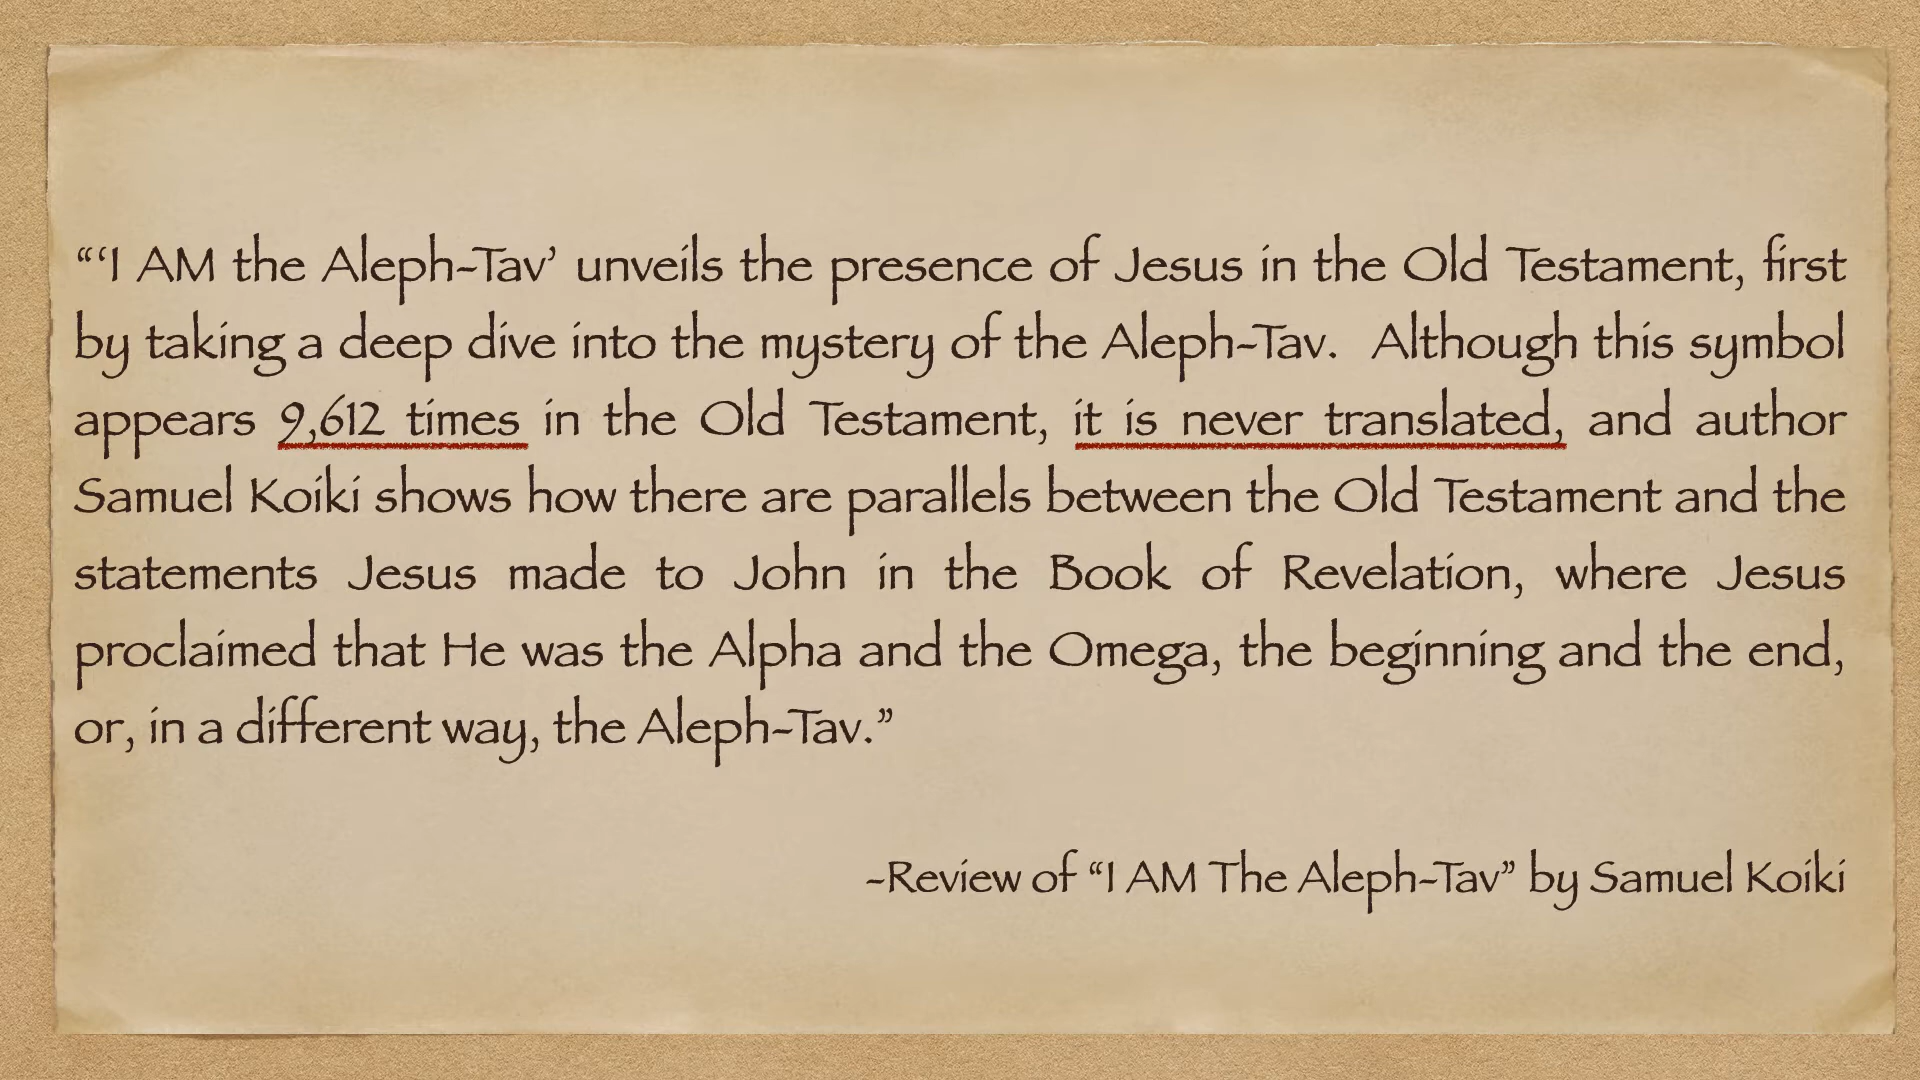 “‘I AM the Aleph-Tav’ unveils the presence of Jesus in the Old Testament, first
by taking a deep dive into the mystery of the Aleph-Tav.  Although this symbol
appears 9,612 times in the Old Testament, it is never translated, and author
Samuel Koiki shows how there are parallels between the Old Testament and the
statements Jesus made to John in the Book of Revelation, where Jesus
proclaimed that He was the Alpha and the Omega, the beginning and the end,
or, in a different way, the Aleph-Tav.”
-Review of “I AM The Aleph-Tav” by Samuel Koiki